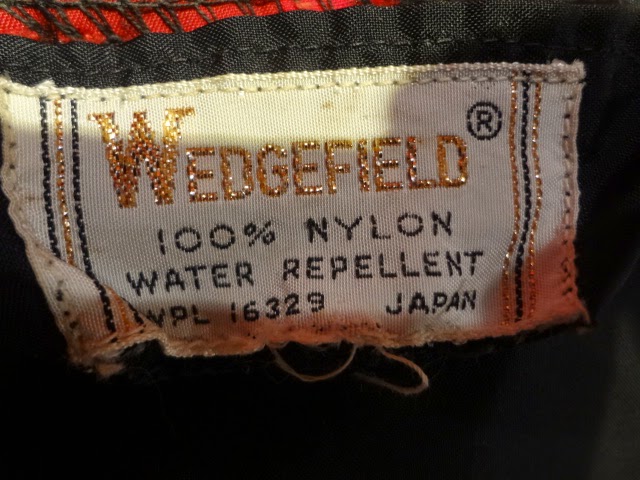 WEDGEFIELD®
100% NYLON
WATER REPELLENT
WPL 16329 JAPAN